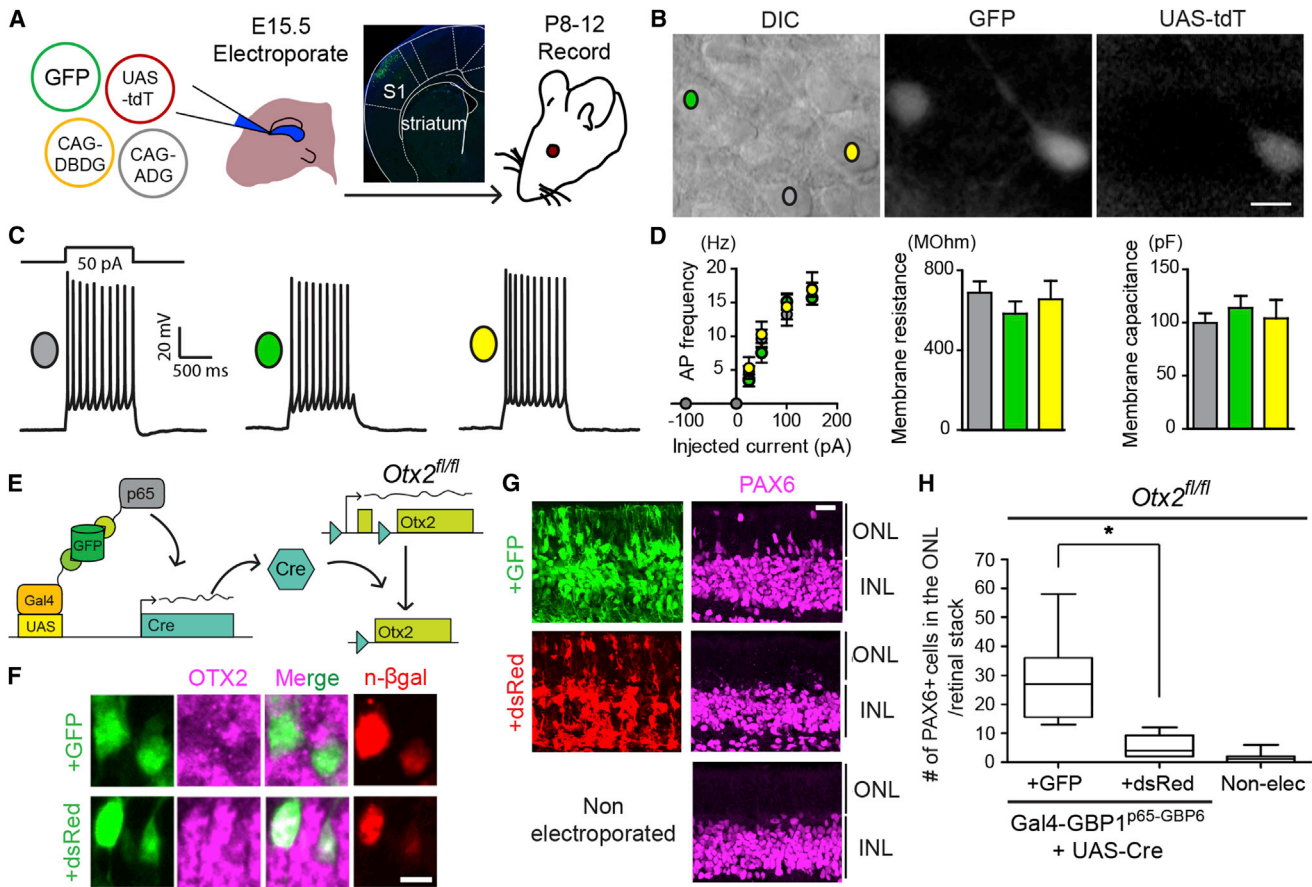 A
E15.5
Electroporate
P8-12
Record
GFP
UAS
-tdT
CAG-
DBDG
CAG-
ADG
S1
striatum
B
DIC
GFP
UAS-tdT
C
50 pA
20 mV
500 ms
D
(Hz)
AP frequency
20
15
10
5
-100
0
100
200
Injected current (pA)
(MOhm)
Membrane resistance
800
400
0
(pF)
Membrane capacitance
150
100
50
0
E
p65
GFP
Gal4
UAS
Cre
Cre
Otx2fl/fl
Otx2
Otx2
F
OTX2
Merge
n-βgal
+GFP
+dsRed
G
PAX6
+GFP
ONL
INL
+dsRed
ONL
INL
Non
electroporated
ONL
INL
H
Otx2fl/fl
*
# of PAX6+ cells in the ONL
/retinal stack
70
60
50
40
30
20
10
0
+GFP
+dsRed
Non-elec
Gal4-GBP1p65-GBP6
+ UAS-Cre